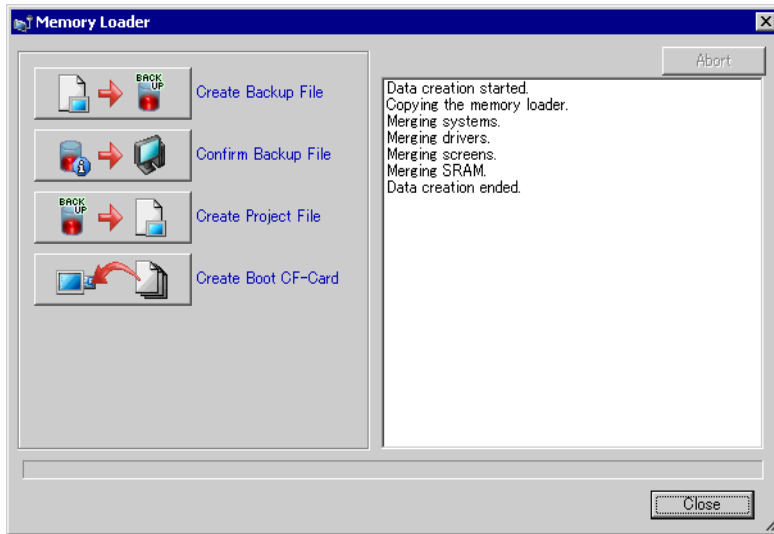 Memory Loader
Abort
BACK
UP
Create Backup File
Confirm Backup File
BACK
UP
Create Project File
Create Boot CF-Card
Data creation started.
Copying the memory loader.
Merging systems.
Merging drivers.
Merging screens.
Merging SRAM.
Data creation ended.
Close